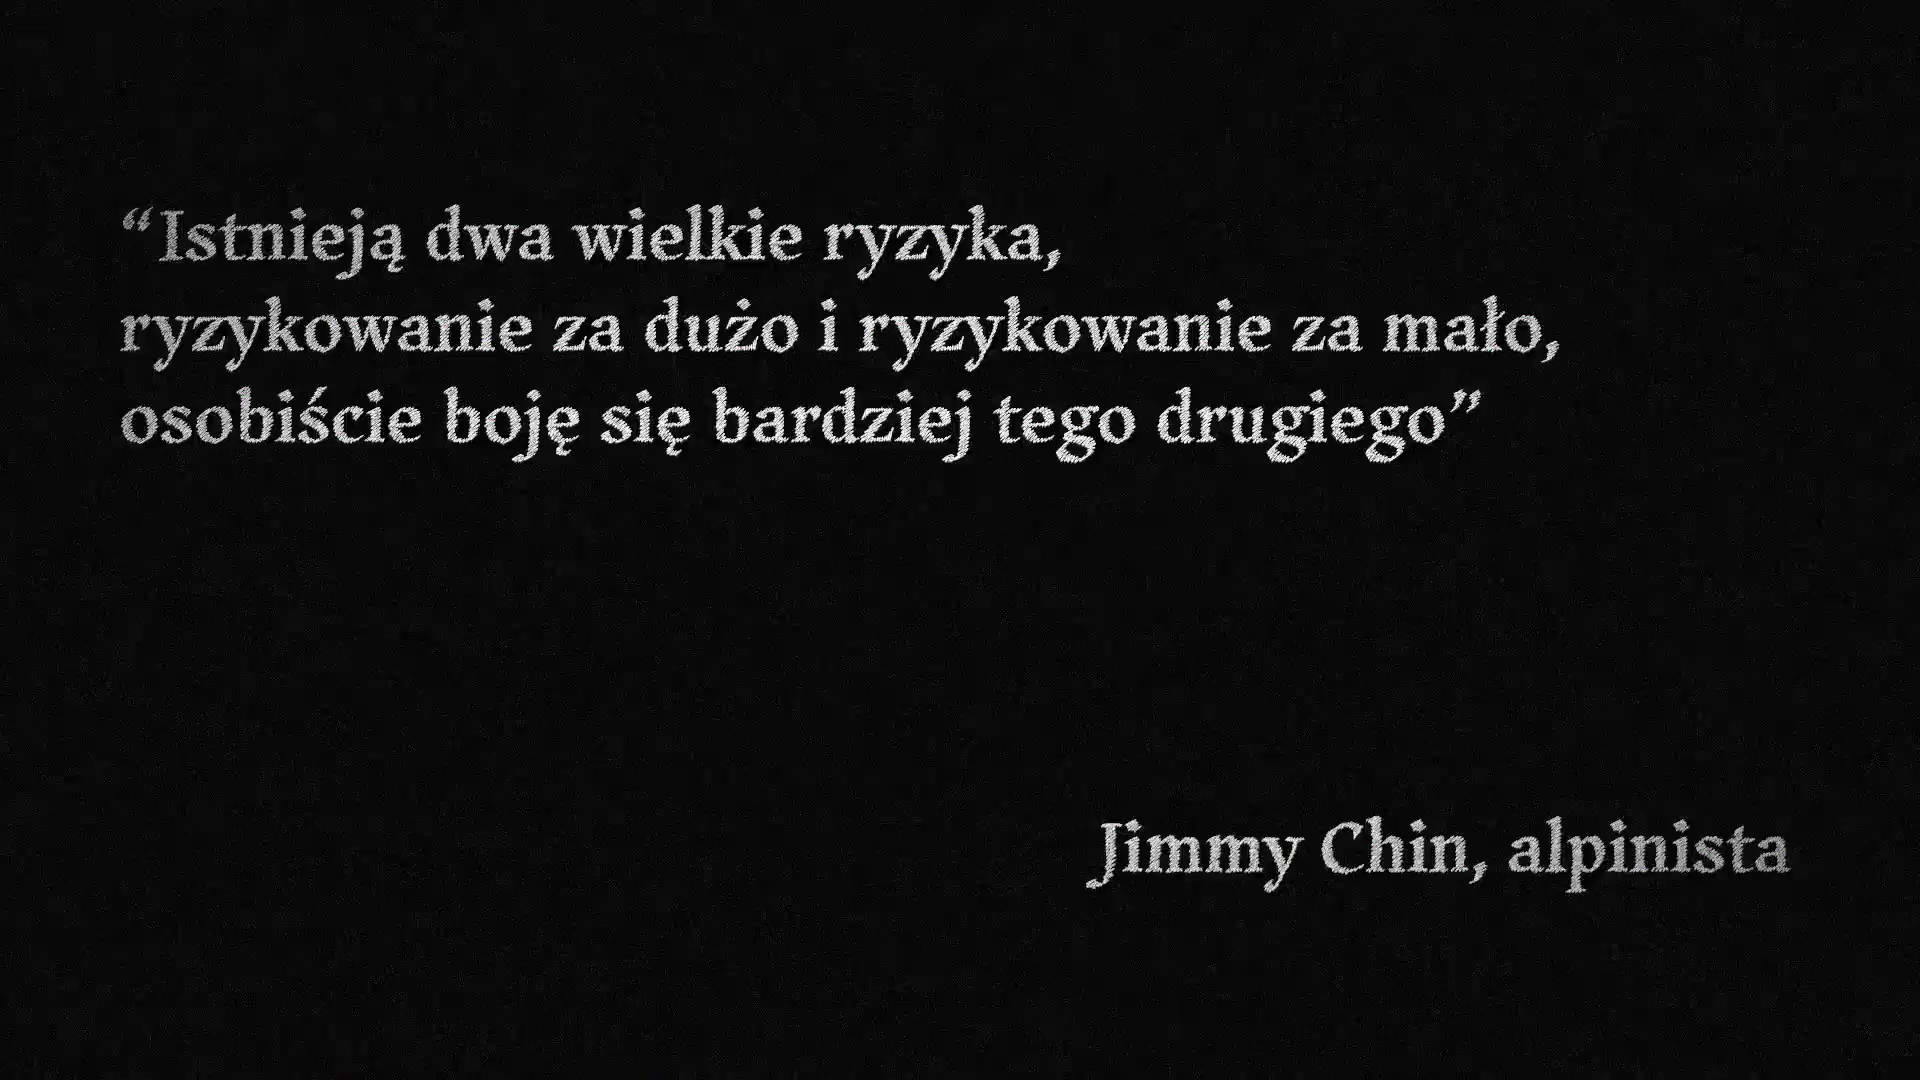 “Istnieją dwa wielkie ryzyka,
ryzykowanie za dużo i ryzykowanie za mało,
osobiście boję się bardziej tego drugiego”
Jimmy Chin, alpinista